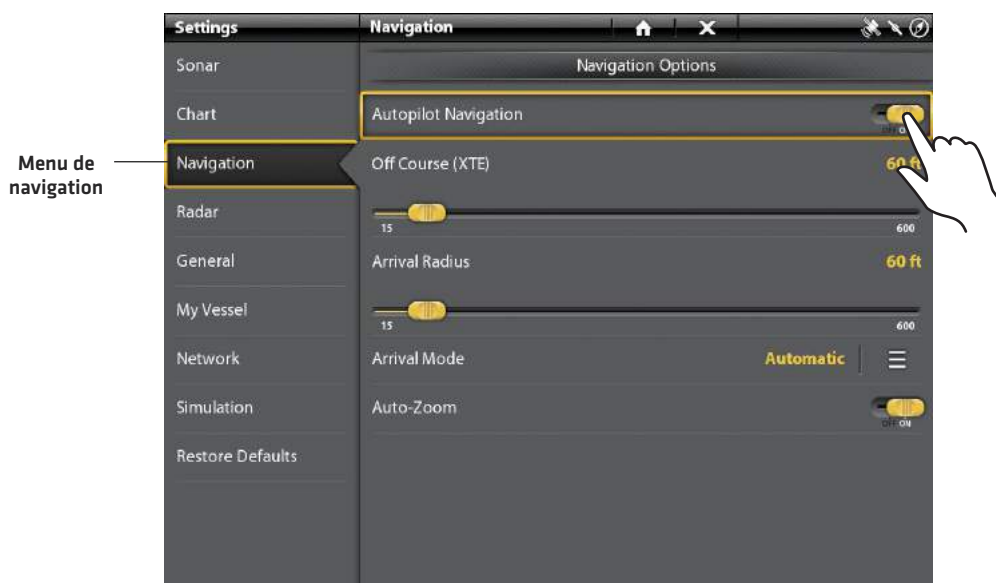 Settings
Navigation
Sonar
Chart
Navigation
Radar
General
My Vessel
Network
Simulation
Restore Defaults
Navigation Options
Autopilot Navigation
Off Course (XTE)
60 ft
15
600
Arrival Radius
60 ft
15
600
Arrival Mode
Automatic
Auto-Zoom
OFF ON
Menu de
navigation